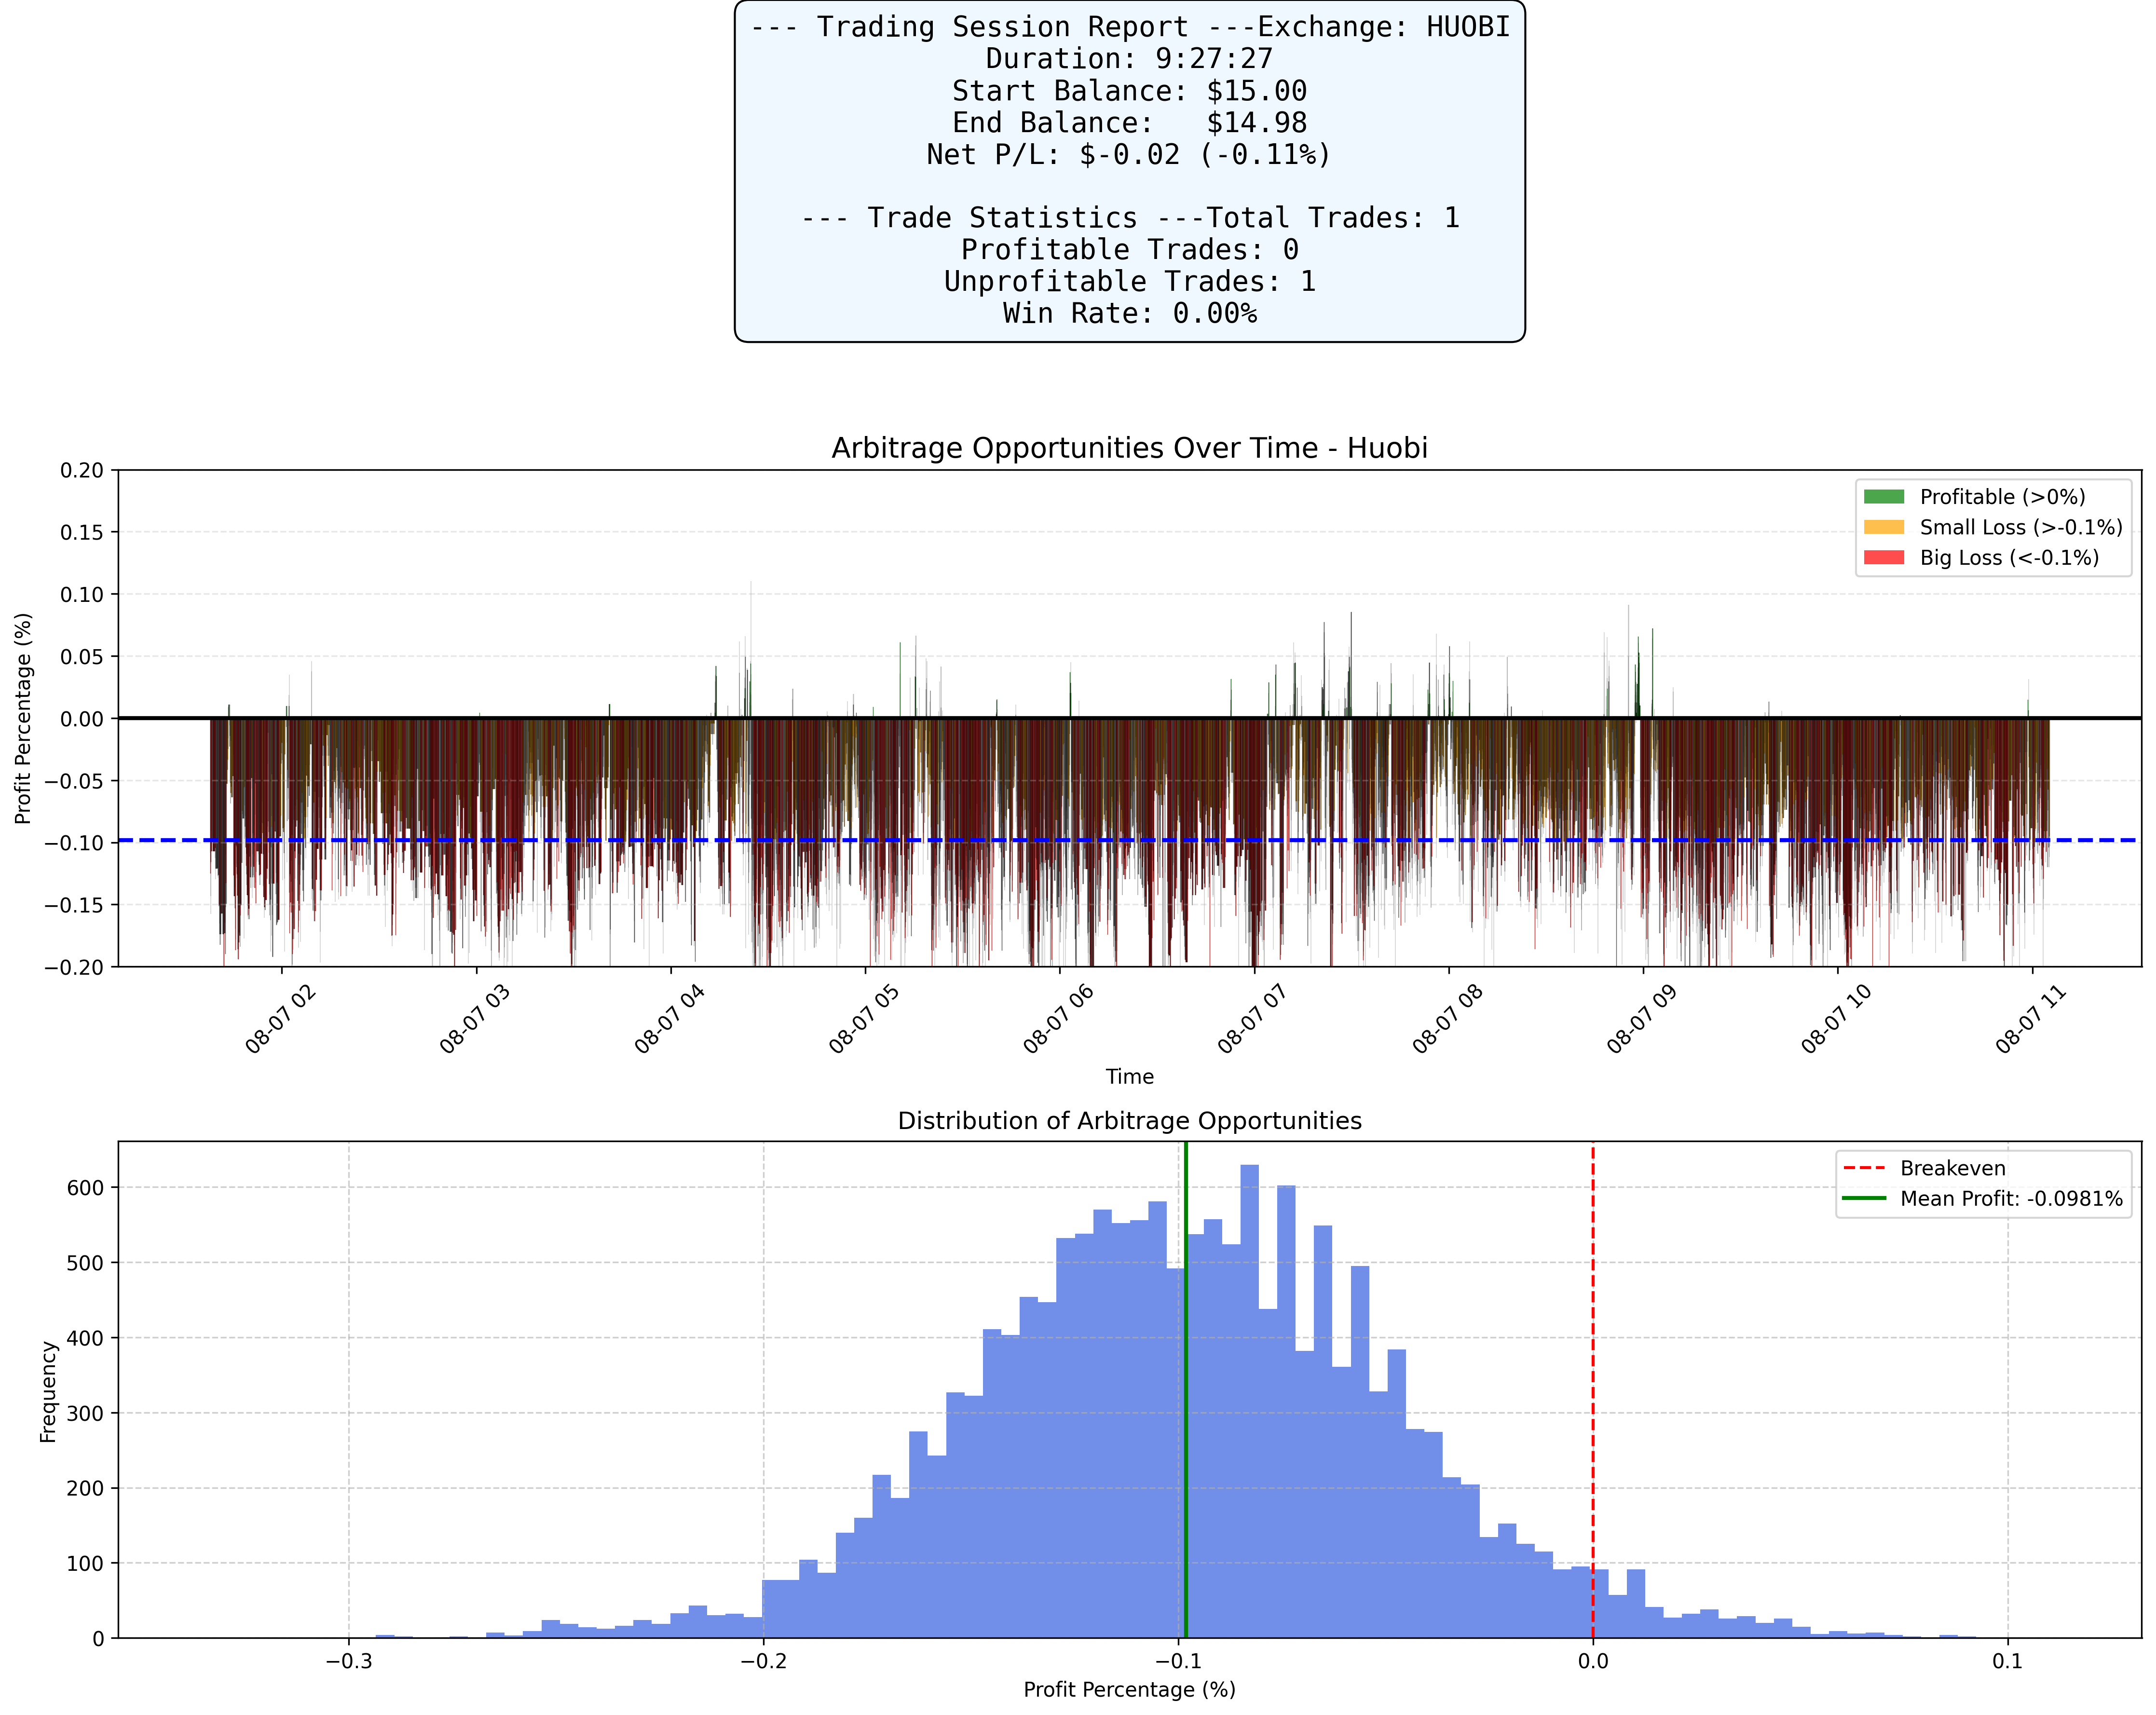 --- Trading Session Report ---Exchange: HUOBI
Duration: 9:27:27
Start Balance: $15.00
End Balance:   $14.98
Net P/L: $-0.02 (-0.11%)
--- Trade Statistics ---Total Trades: 1
Profitable Trades: 0
Unprofitable Trades: 1
Win Rate: 0.00%
Arbitrage Opportunities Over Time - Huobi
Profit Percentage (%)
0.20
0.15
0.10
0.05
0.00
−0.05
−0.10
−0.15
−0.20
Profitable (>0%)
Small Loss (>-0.1%)
Big Loss (<-0.1%)
08-07 02
08-07 03
08-07 04
08-07 05
08-07 06
08-07 07
08-07 08
08-07 09
08-07 10
08-07 11
Time
Distribution of Arbitrage Opportunities
Frequency
600
500
400
300
200
100
0
Breakeven
Mean Profit: -0.0981%
−0.3
−0.2
−0.1
0.0
0.1
Profit Percentage (%)